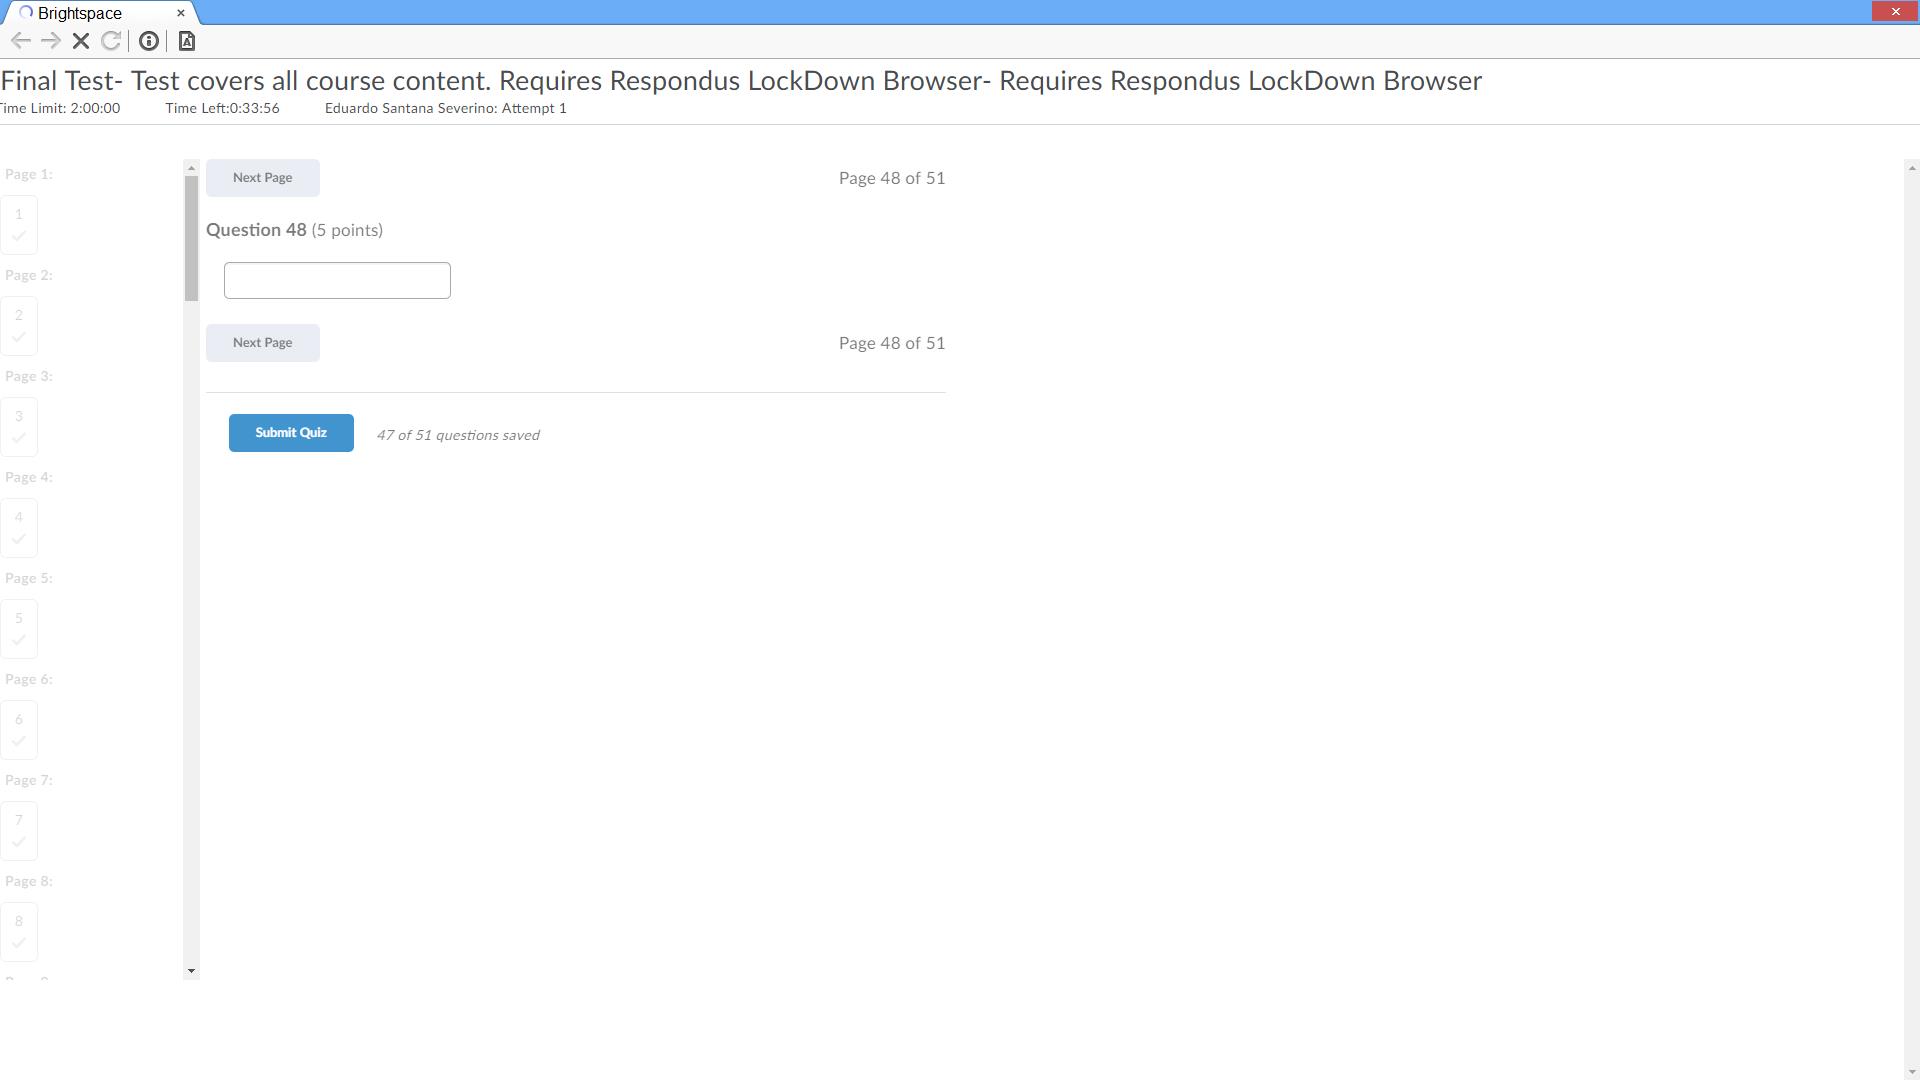 Brightspace
Final Test- Test covers all course content. Requires Respondus LockDown Browser- Requires Respondus LockDown Browser
Time Limit: 2:00:00 Time Left:0:33:56 Eduardo Santana Severino: Attempt 1
Page 1:
1
Page 2:
2
Page 3:
3
Page 4:
4
Page 5:
5
Page 6:
6
Page 7:
7
Page 8:
8
Next Page Page 48 of 51
Question 48 (5 points)
Next Page Page 48 of 51
Submit Quiz 47 of 51 questions saved